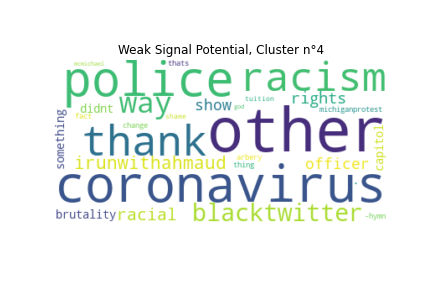 Weak Signal Potential, Cluster n°4
mcmichael thats
police racism
didnt way show god tuition rights
fact shame michiganprotest
something thank other capitol
change
irunwithahmaud arbery thing officer
coronavirus
brutality racial blacktwitter -hymn